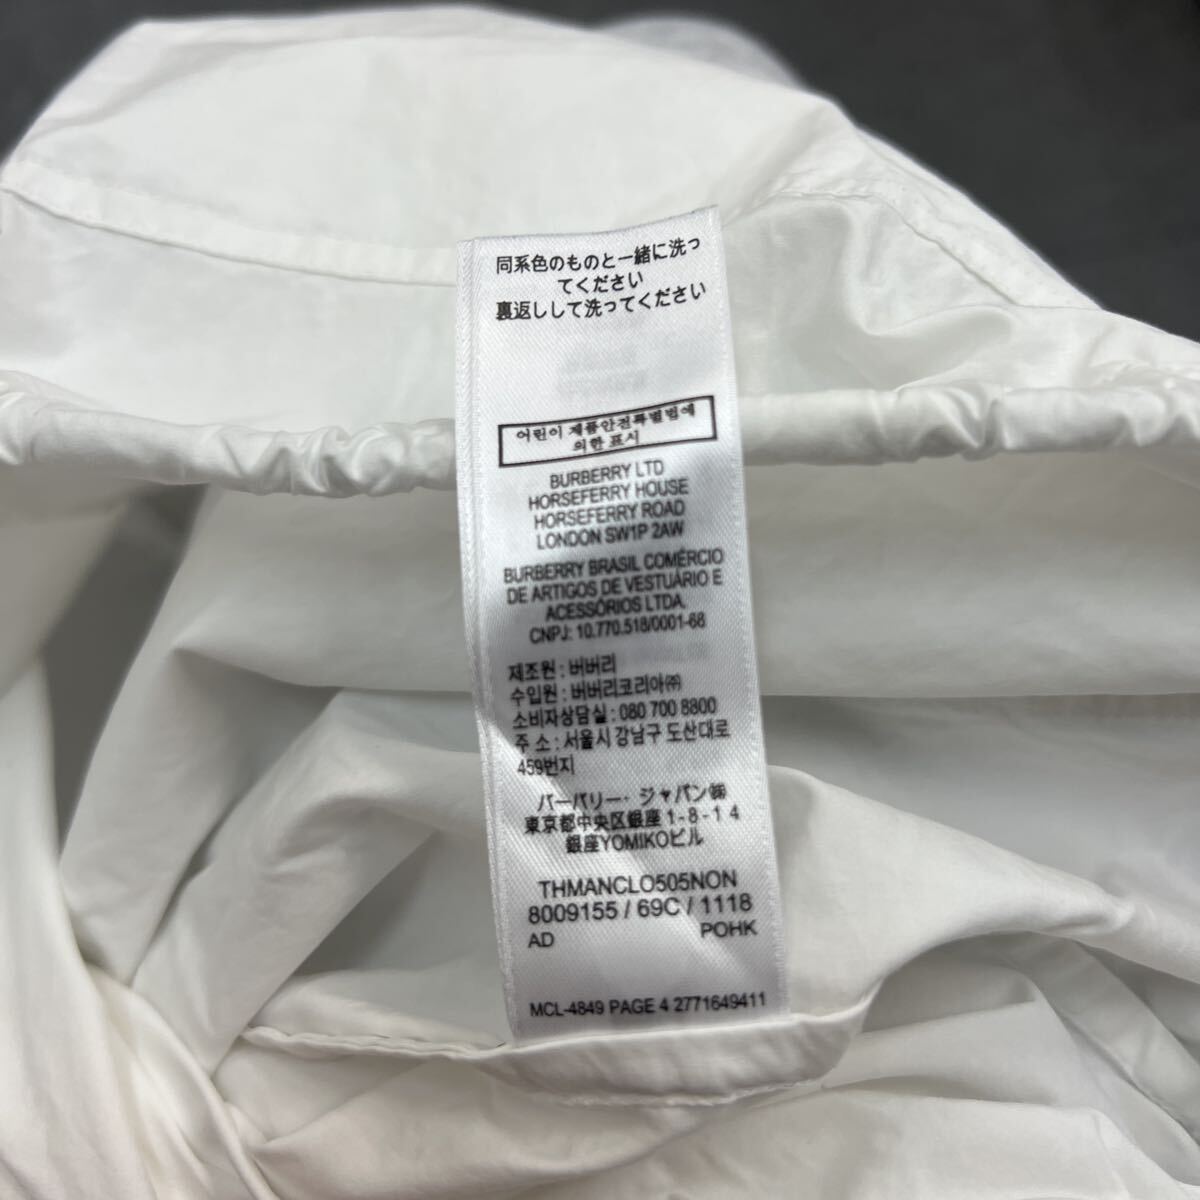 同系色のものと一緒に洗っ
てください
裏返しして洗ってください
어린이 제품안전특별법에
의한 표시
BURBERRY LTD
HORSEFERRY HOUSE
HORSEFERRY ROAD
LONDON SW1P 2AW
BURBERRY BRASIL COMÉRCIO
DE ARTIGOS DE VESTUÁRIO E
ACESSÓRIOS LTDA.
CNPJ: 10.770.518/0001-68
제조원 : 버버리
수입원 : 버버리코리아㈜
소비자상담실 : 080 700 8800
주 소 : 서울시 강남구 도산대로
459번지
バーバリー・ジャパン㈱
東京都中央区銀座1-8-14
銀座YOMIKOビル
THMANCLO505NON
8009155 / 69C / 1118
AD POHK
MCL-4849 PAGE 4 2771649411